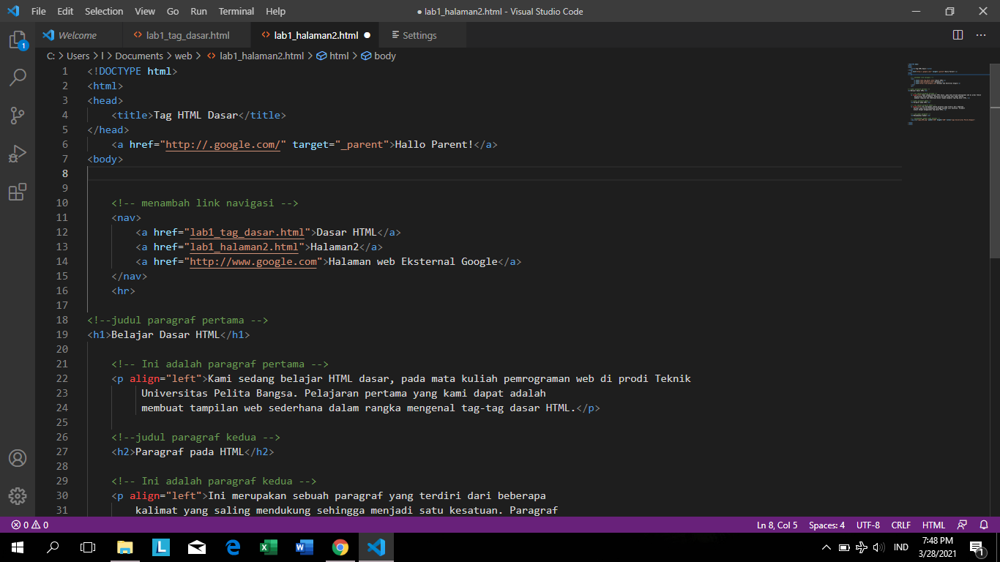 File Edit Selection View Go Run Terminal Help ● lab1_halaman2.html - Visual Studio Code
Welcome lab1_tag_dasar.html lab1_halaman2.html ● Settings
C: > Users > l > Documents > web > lab1_halaman2.html > html > body
1 <!DOCTYPE html>
2 <html>
3 <head>
4 <title>Tag HTML Dasar</title>
5 </head>
6 <a href="http://.google.com/" target="_parent">Hallo Parent!</a>
7 <body>
8
9
10 <!-- menambah link navigasi -->
11 <nav>
12 <a href="lab1_tag_dasar.html">Dasar HTML</a>
13 <a href="lab1_halaman2.html">Halaman2</a>
14 <a href="http://www.google.com">Halaman web Eksternal Google</a>
15 </nav>
16 <hr>
17
18 <!--judul paragraf pertama -->
19 <h1>Belajar Dasar HTML</h1>
20
21 <!-- Ini adalah paragraf pertama -->
22 <p align="left">Kami sedang belajar HTML dasar, pada mata kuliah pemrograman web di prodi Teknik
23 Universitas Pelita Bangsa. Pelajaran pertama yang kami dapat adalah
24 membuat tampilan web sederhana dalam rangka mengenal tag-tag dasar HTML.</p>
25
26 <!--judul paragraf kedua -->
27 <h2>Paragraf pada HTML</h2>
28
29 <!-- Ini adalah paragraf kedua -->
30 <p align="left">Ini merupakan sebuah paragraf yang terdiri dari beberapa
31 kalimat yang saling mendukung sehingga menjadi satu kesatuan. Paragraf
1
0 0 Ln 8, Col 5 Spaces: 4 UTF-8 CRLF HTML
L IND 7:48 PM
3/28/2021 1